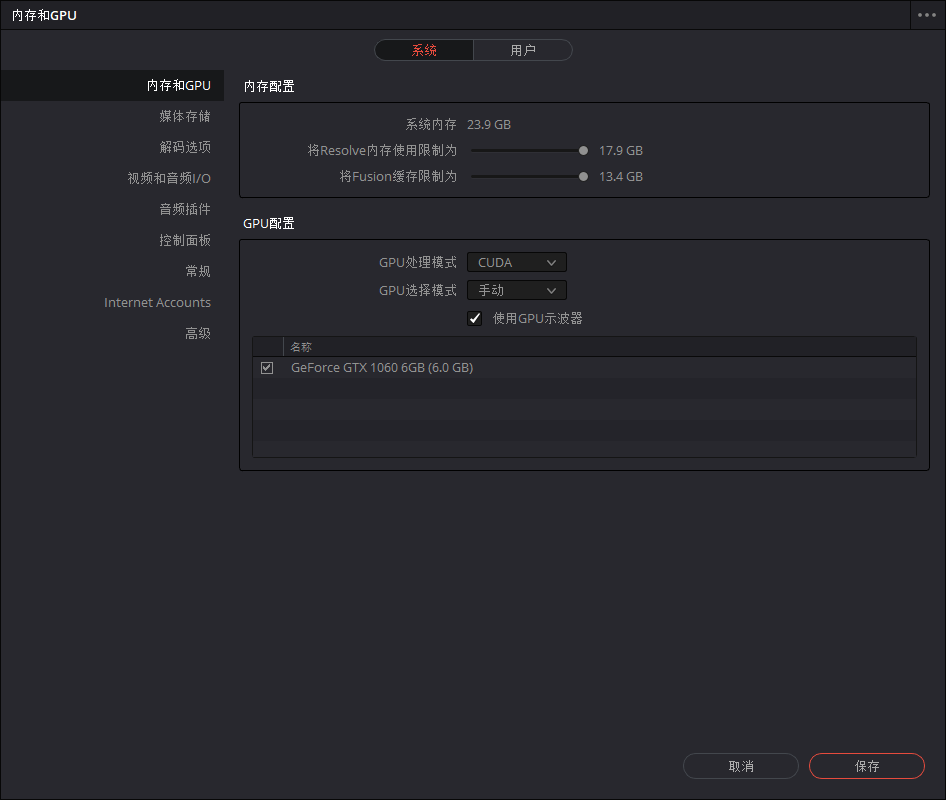 内存和GPU
系统 用户
内存和GPU
媒体存储
解码选项
视频和音频I/O
音频插件
控制面板
常规
Internet Accounts
高级
内存配置
系统内存 23.9 GB
将Resolve内存使用限制为 17.9 GB
将Fusion缓存限制为 13.4 GB
GPU配置
GPU处理模式 CUDA
GPU选择模式 手动
使用GPU示波器
名称
GeForce GTX 1060 6GB (6.0 GB)
取消 保存